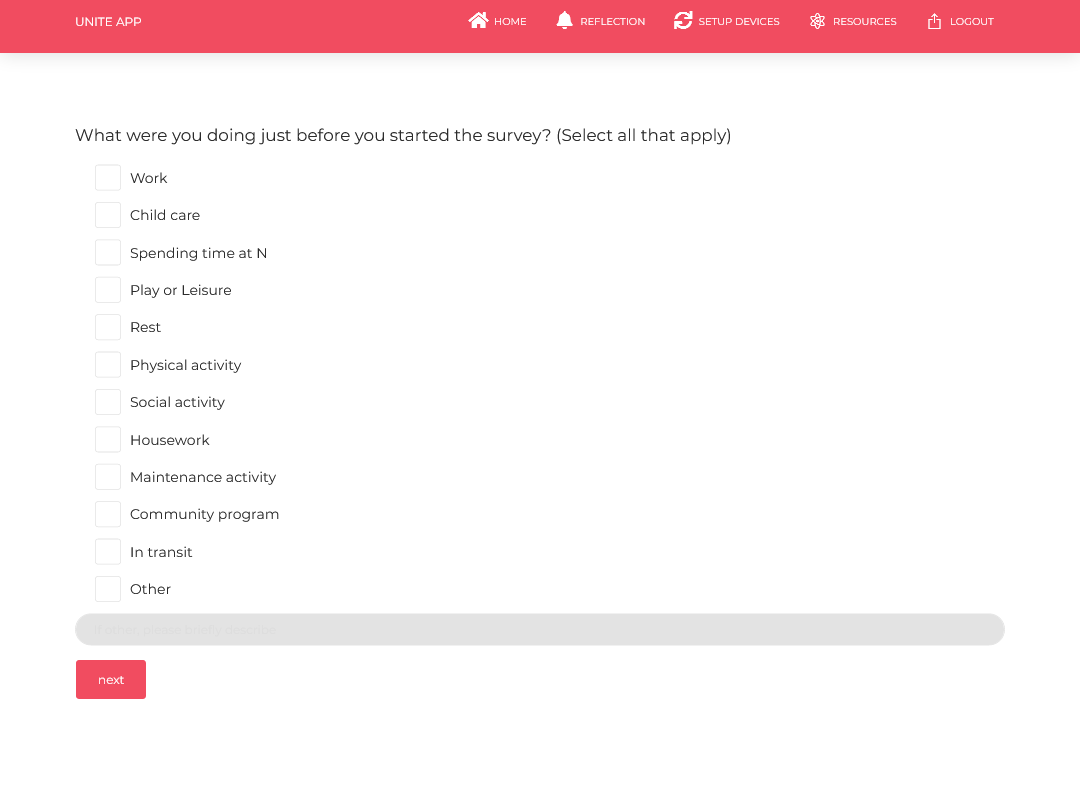 UNITE APP
HOME REFLECTION SETUP DEVICES RESOURCES LOGOUT
What were you doing just before you started the survey? (Select all that apply)
Work
Child care
Spending time at N
Play or Leisure
Rest
Physical activity
Social activity
Housework
Maintenance activity
Community program
In transit
Other
If other, please briefly describe
next